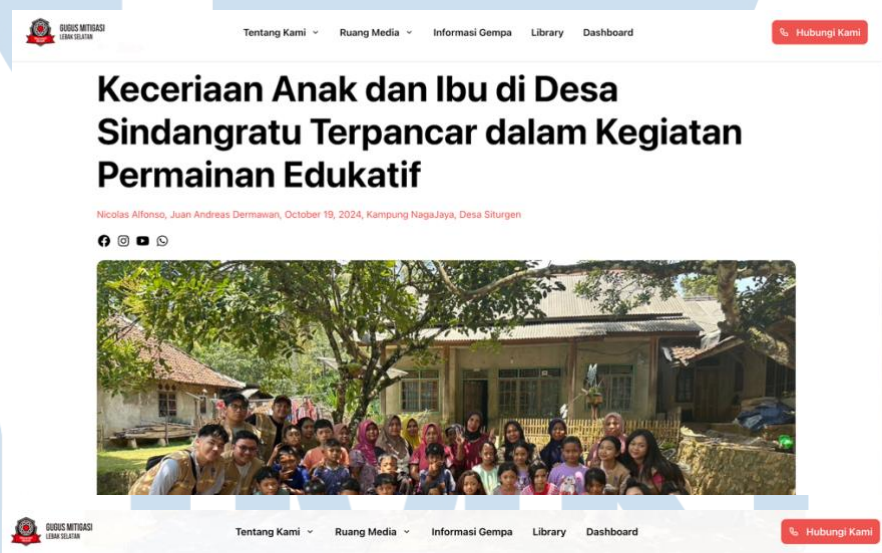 GUGUS MITIGASI
LEBAK SELATAN
Tentang Kami Ruang Media Informasi Gempa Library Dashboard
Hubungi Kami
Keceriaan Anak dan Ibu di Desa
Sindangratu Terpancar dalam Kegiatan
Permainan Edukatif
Nicolas Alfonso, Juan Andreas Dermawan, October 19, 2024, Kampung NagaJaya, Desa Siturgen
GUGUS MITIGASI
LEBAK SELATAN
Tentang Kami Ruang Media Informasi Gempa Library Dashboard
Hubungi Kami